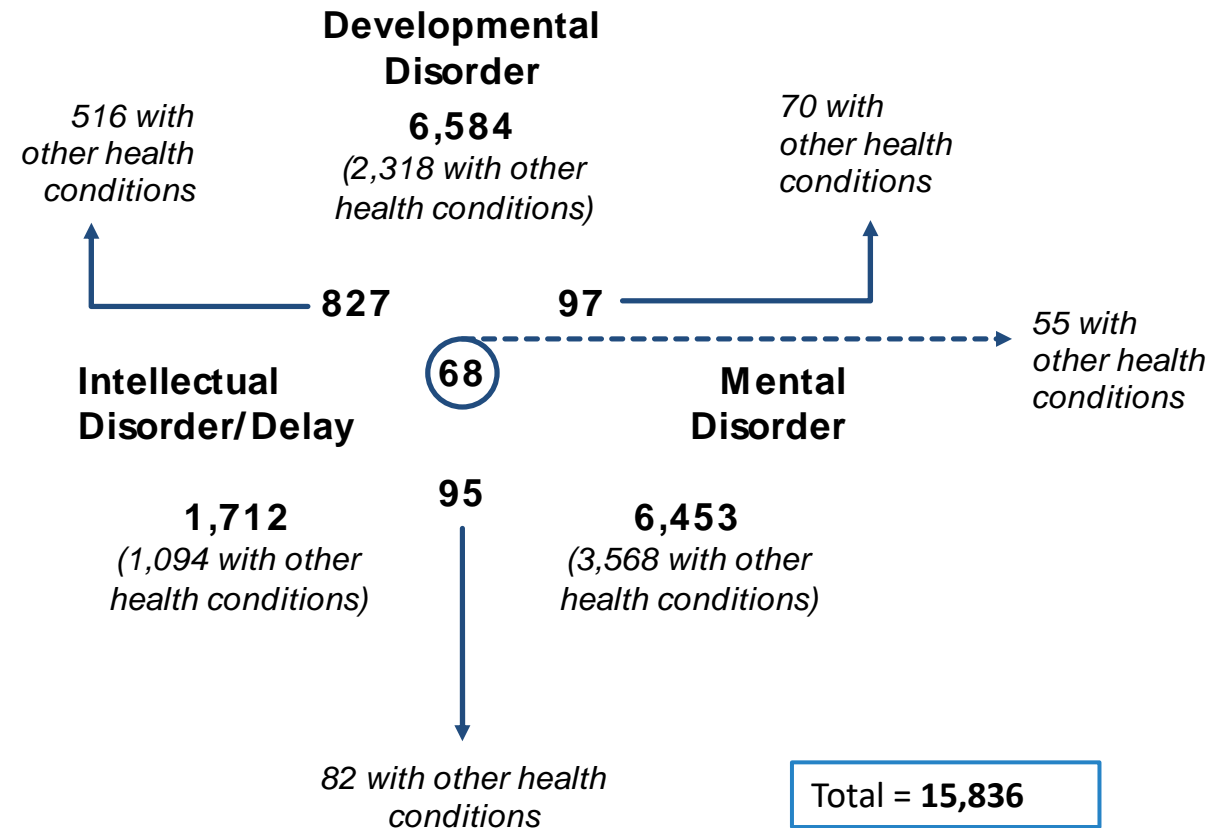 Developmental
Disorder
6,584
(2,318 with other
health conditions)
516 with
other health
conditions
70 with
other health
conditions
827
97
68
55 with
other health
conditions
Intellectual
Disorder/Delay
Mental
Disorder
95
1,712
(1,094 with other
health conditions)
6,453
(3,568 with other
health conditions)
82 with other health
conditions
Total = 15,836